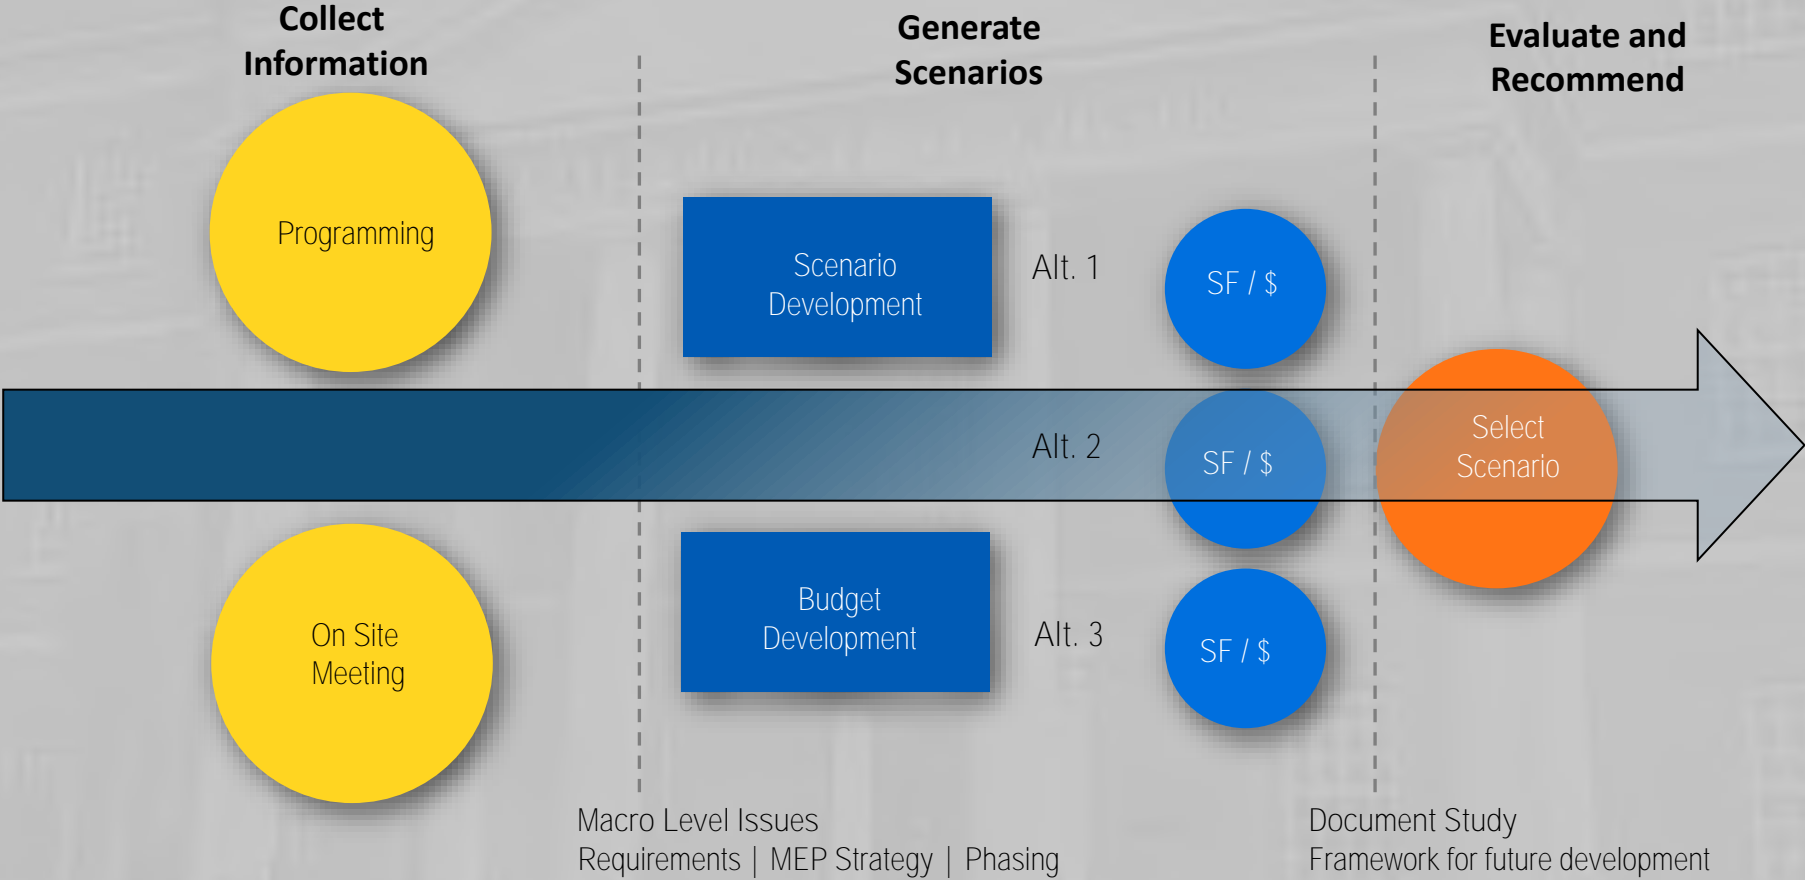 Collect
Information
Generate
Scenarios
Evaluate and
Recommend
Programming
On Site
Meeting
Scenario
Development
Budget
Development
Alt. 1
SF / $
Alt. 2
SF / $
Alt. 3
SF / $
Select
Scenario
Macro Level Issues
Requirements | MEP Strategy | Phasing
Document Study
Framework for future development